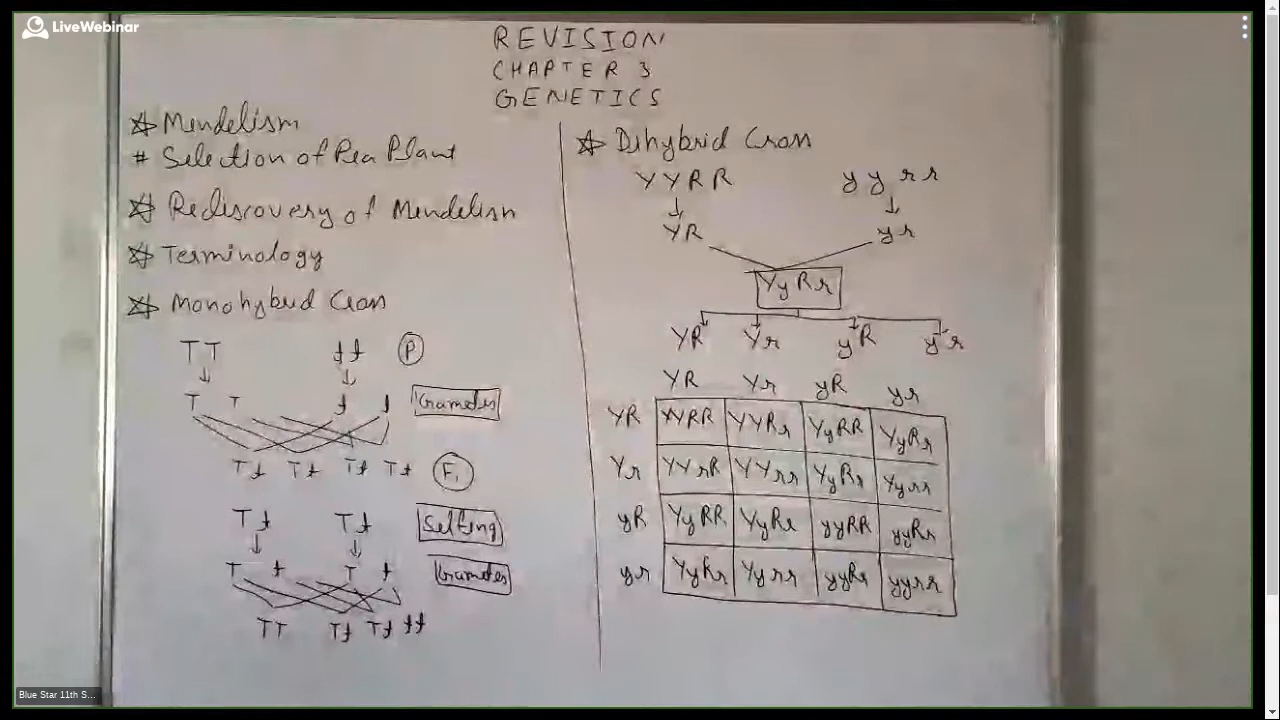 LiveWebinar
REVISION
CHAPTER 3
GENETICS
Mendelism
# Selection of Pea Plant
Rediscovery of Mendelism
Terminology
Monohybrid Cross
TT tt P
T T t t Gametes
Tt Tt Tt Tt F1
Tt Tt Selfing
T t T t Gametes
TT Tt Tt tt
Dihybrid Cross
YYRR yyrr
YR yr
YyRr
YR Yr yR yr
YR Yr yR yr
YR YYRR YYRr YyRR YyRr
Yr YYrR YYrr YyRr Yyrr
yR YyRR YyRr yyRR yyRr
yr YyRr Yyrr yyRr yyrr
Blue Star 11th S...